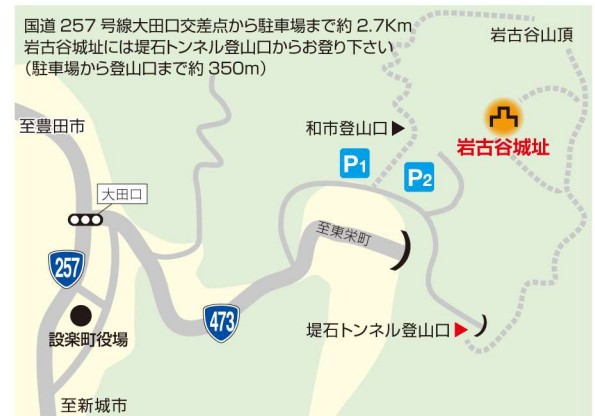 国道 257 号線大田口交差点から駐車場まで約 2.7Km
岩古谷城址には堤石トンネル登山口からお登り下さい
（駐車場から登山口まで約 350m）
岩古谷山頂
至豊田市
和市登山口▶
岩古谷城址
P1
P2
大田口
至東栄町
257
473
設楽町役場
堤石トンネル登山口▶
至新城市